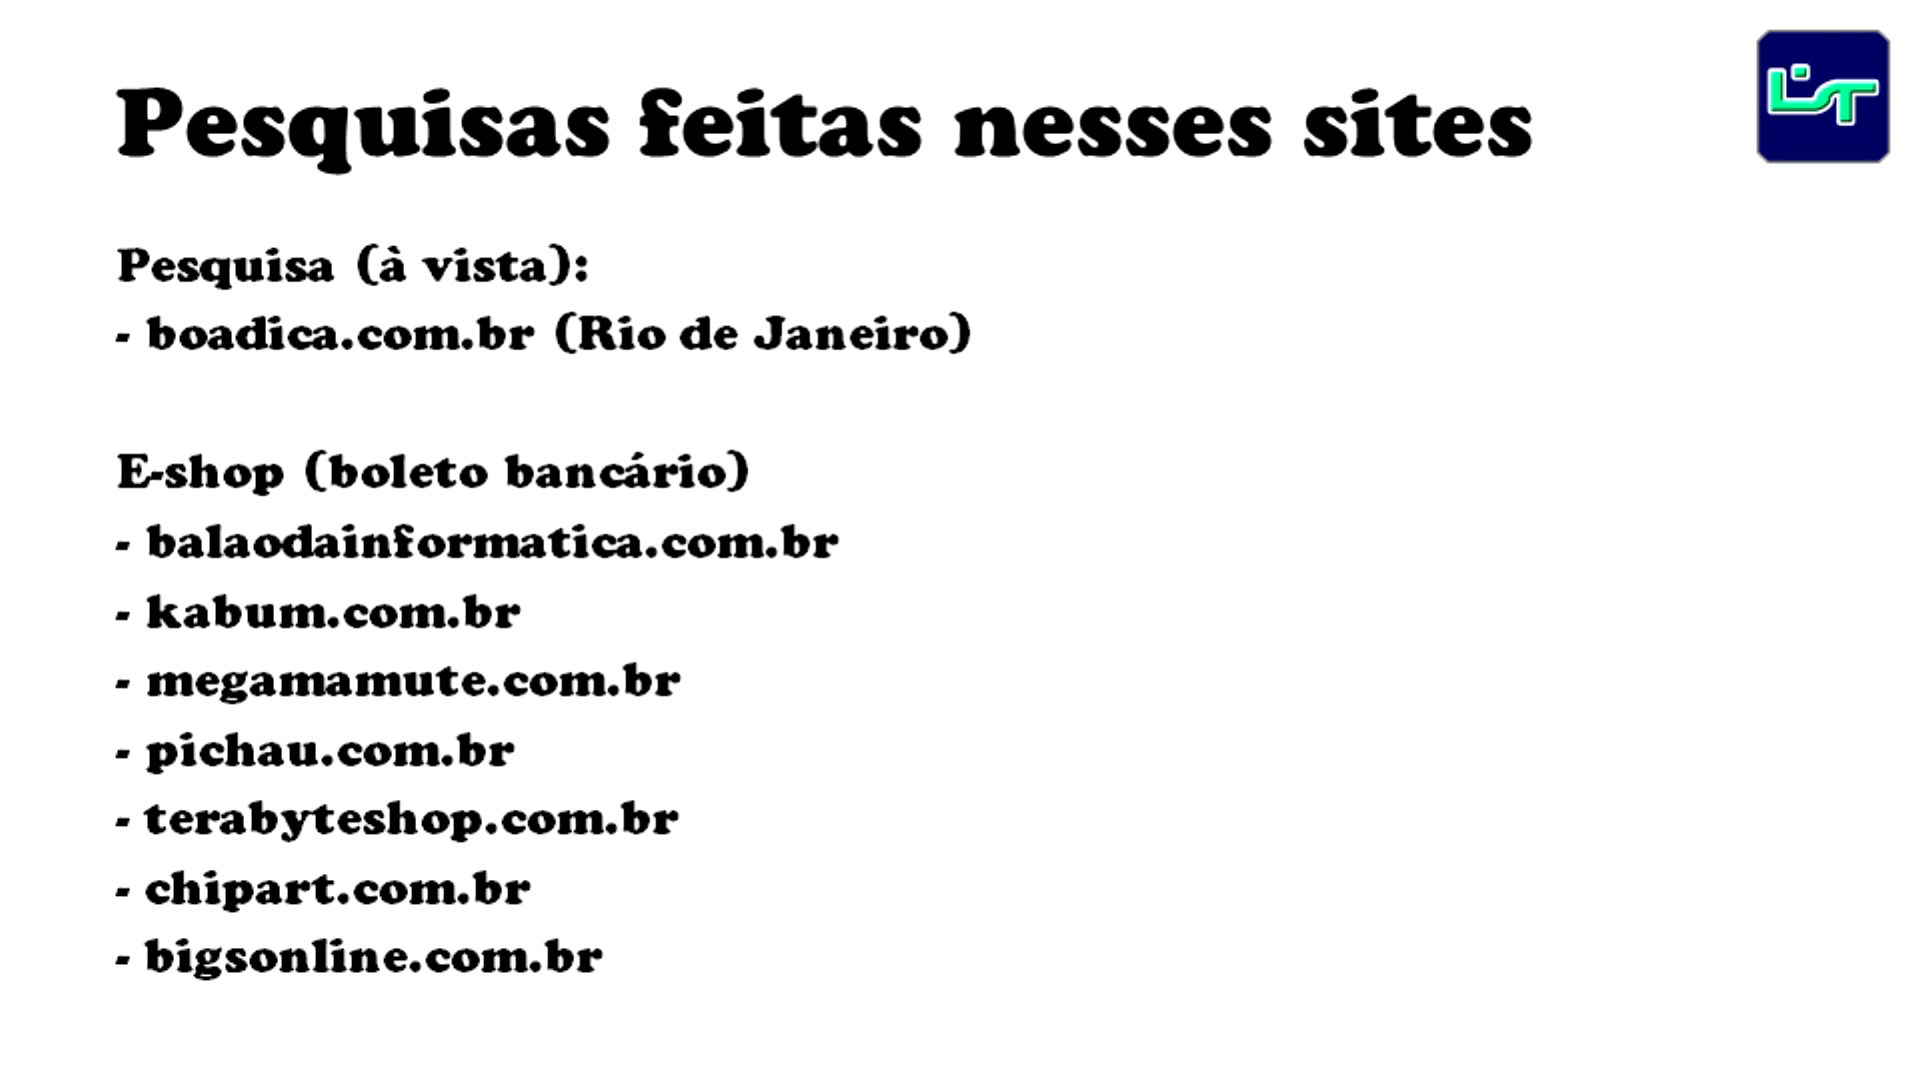 Pesquisas feitas nesses sites
Pesquisa (à vista):
- boadica.com.br (Rio de Janeiro)
E-shop (boleto bancário)
- balaodainformatica.com.br
- kabum.com.br
- megamamute.com.br
- pichau.com.br
- terabyteshop.com.br
- chipart.com.br
- bigsonline.com.br